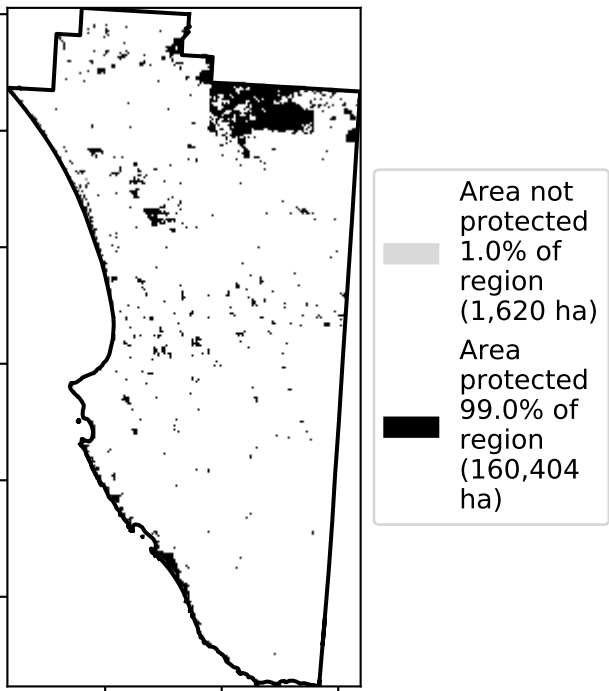 Area not
protected
1.0% of
region
(1,620 ha)
Area
protected
99.0% of
region
(160,404
ha)